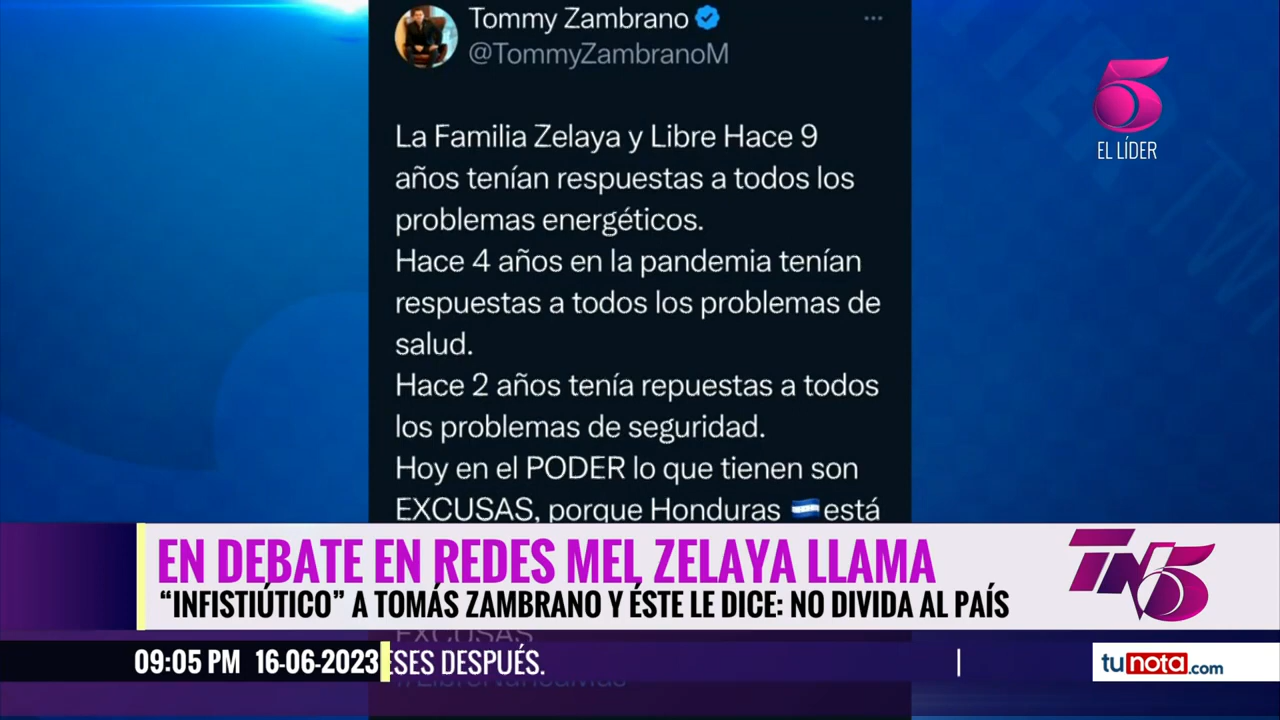 Tommy Zambrano
@TommyZambranoM
La Familia Zelaya y Libre Hace 9
años tenían respuestas a todos los
problemas energéticos.
Hace 4 años en la pandemia tenían
respuestas a todos los problemas de
salud.
Hace 2 años tenía repuestas a todos
los problemas de seguridad.
Hoy en el PODER lo que tienen son
EXCUSAS, porque Honduras está
5
EL LÍDER
EN DEBATE EN REDES MEL ZELAYA LLAMA
“INFISTIÚTICO” A TOMÁS ZAMBRANO Y ÉSTE LE DICE: NO DIVIDA AL PAÍS
TN5
EXCUSAS
09:05 PM 16-06-2023 ESES DESPUÉS. |
tunota.com